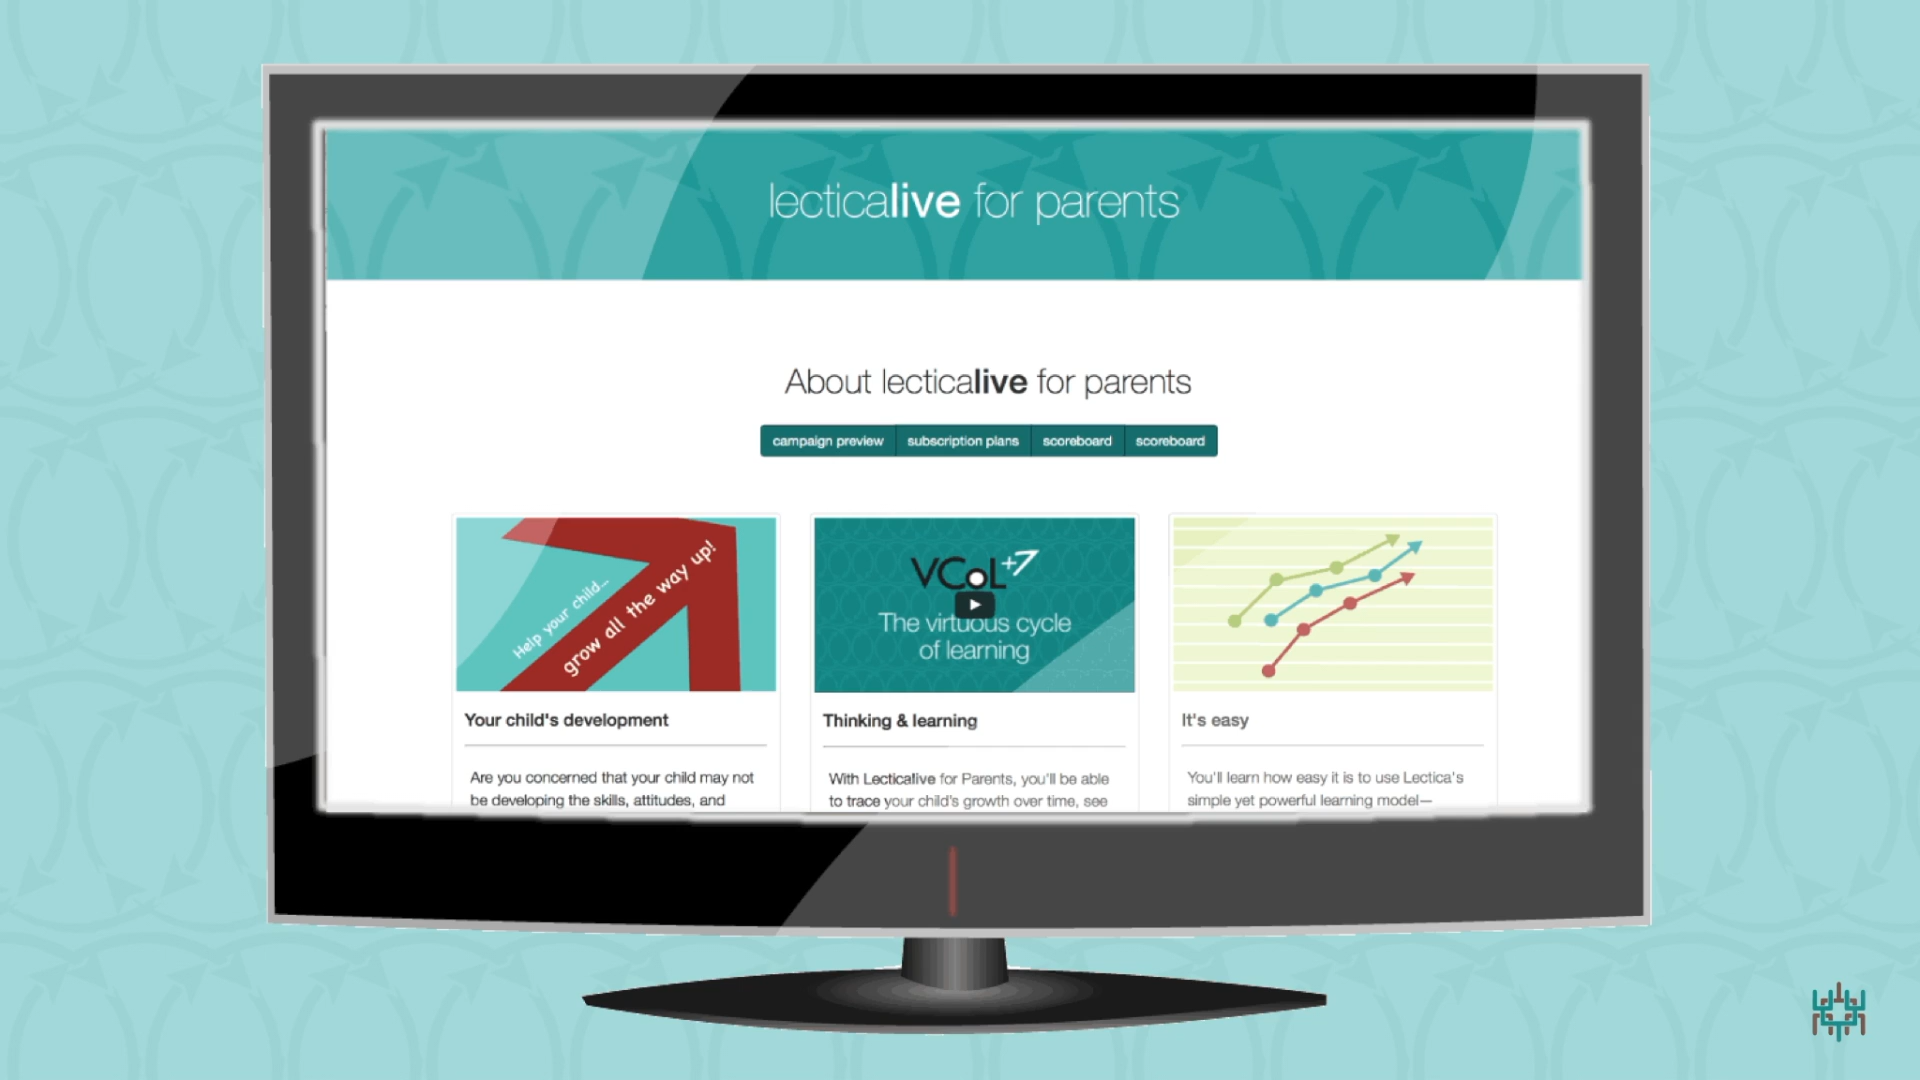 lecticalive for parents
About lecticalive for parents
campaign preview subscription plans scoreboard scoreboard
Help your child...
grow all the way up!
VCoL+7
The virtuous cycle
of learning
Your child's development
Are you concerned that your child may not
be developing the skills, attitudes, and
Thinking & learning
With Lecticalive for Parents, you'll be able
to trace your child's growth over time, see
It's easy
You'll learn how easy it is to use Lectica's
simple yet powerful learning model—